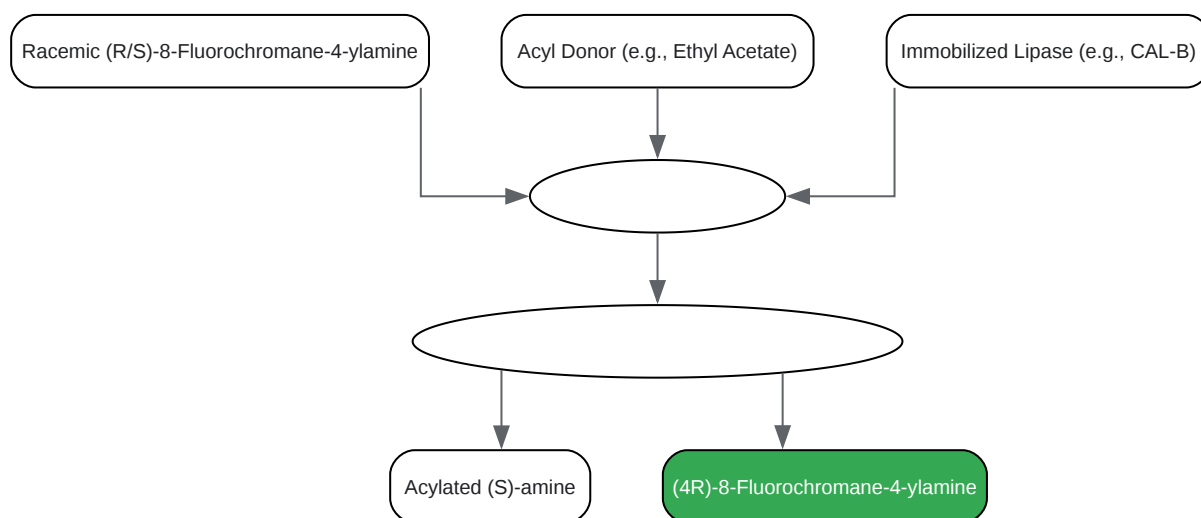 Racemic (R/S)-8-Fluorochromane-4-ylamine
Acyl Donor (e.g., Ethyl Acetate)
Immobilized Lipase (e.g., CAL-B)
Acylated (S)-amine
(4R)-8-Fluorochromane-4-ylamine